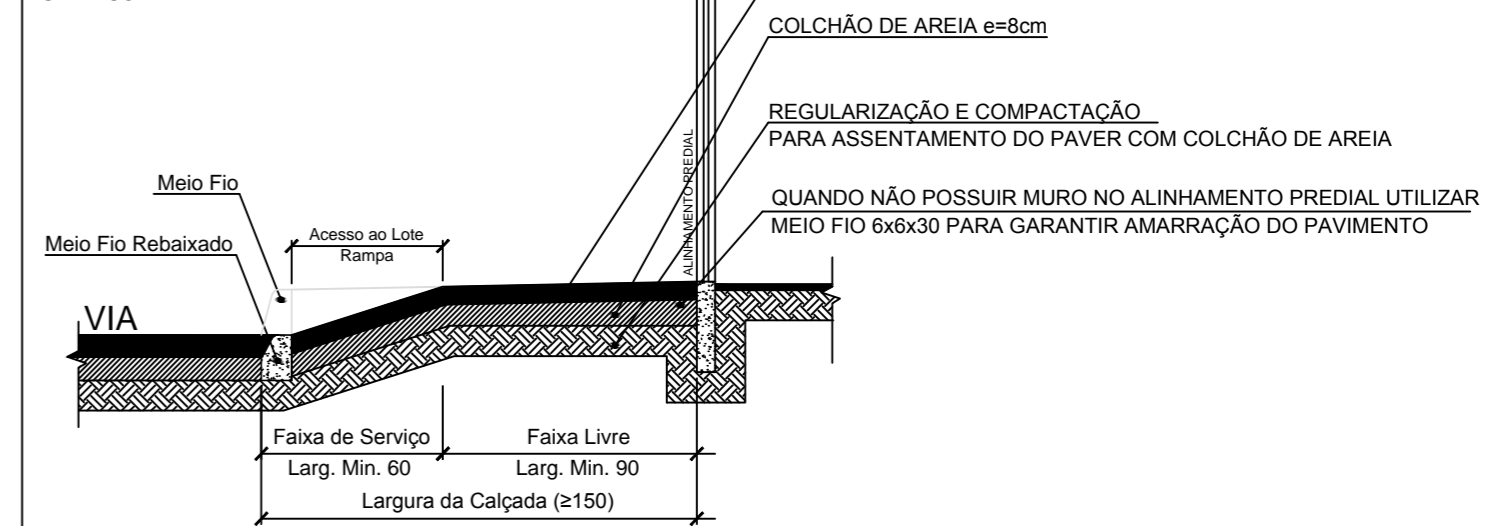 COLCHÃO DE AREIA e=8cm
REGULARIZAÇÃO E COMPACTAÇÃO
PARA ASSENTAMENTO DO PAVER COM COLCHÃO DE AREIA
QUANDO NÃO POSSUIR MURO NO ALINHAMENTO PREDIAL UTILIZAR
MEIO FIO 6x6x30 PARA GARANTIR AMARRAÇÃO DO PAVIMENTO
ALINHAMENTO PREDIAL
Meio Fio
Meio Fio Rebaixado
Acesso ao Lote
Rampa
VIA
Faixa de Serviço
Larg. Min. 60
Faixa Livre
Larg. Min. 90
Largura da Calçada (≥150)